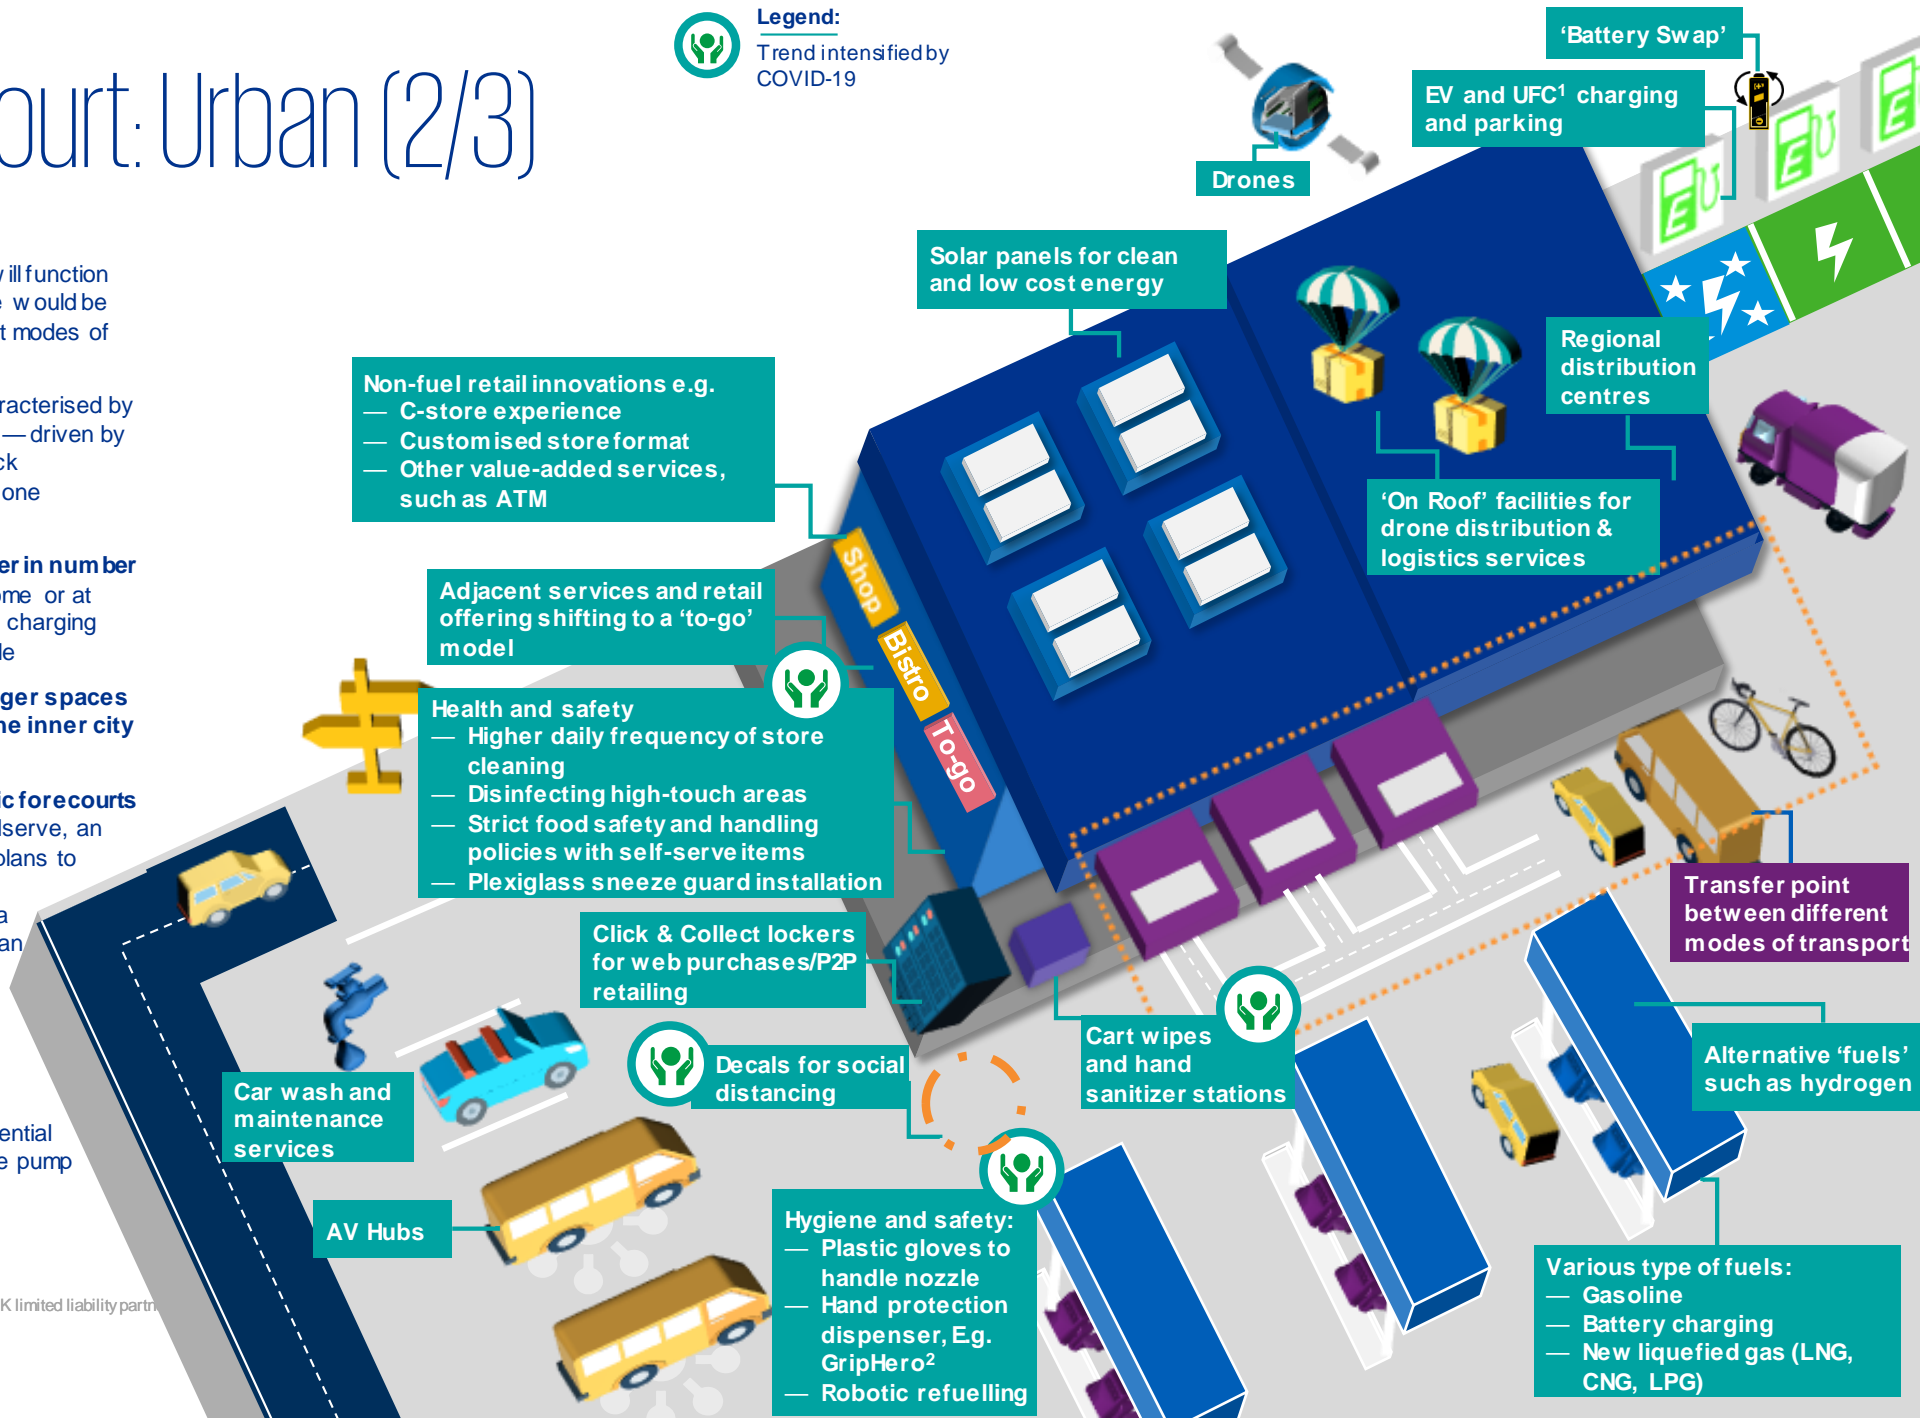 Legend:
Trend intensified by
COVID-19
ourt: Urban (2/3)
will function
would be
t modes of
racterised by
— driven by
ck
one
er in number
ome or at
charging
le
ger spaces
ne inner city
ic forecourts
lserve, an
plans to
a
an
ential
e pump
K limited liability partn
'Battery Swap'
EV and UFC¹ charging
and parking
Drones
Solar panels for clean
and low cost energy
Regional
distribution
centres
'On Roof' facilities for
drone distribution &
logistics services
Non-fuel retail innovations e.g.
— C-store experience
— Customised store format
— Other value-added services,
such as ATM
Shop
Bistro
To-go
Adjacent services and retail
offering shifting to a 'to-go'
model
Health and safety
— Higher daily frequency of store
cleaning
— Disinfecting high-touch areas
— Strict food safety and handling
policies with self-serve items
— Plexiglass sneeze guard installation
Click & Collect lockers
for web purchases/P2P
retailing
Transfer point
between different
modes of transport
Cart wipes
and hand
sanitizer stations
Decals for social
distancing
Alternative 'fuels'
such as hydrogen
Car wash and
maintenance
services
AV Hubs
Hygiene and safety:
— Plastic gloves to
handle nozzle
— Hand protection
dispenser, Eg.
GripHero²
— Robotic refuelling
Various type of fuels:
— Gasoline
— Battery charging
— New liquefied gas (LNG,
CNG, LPG)
E
E
E